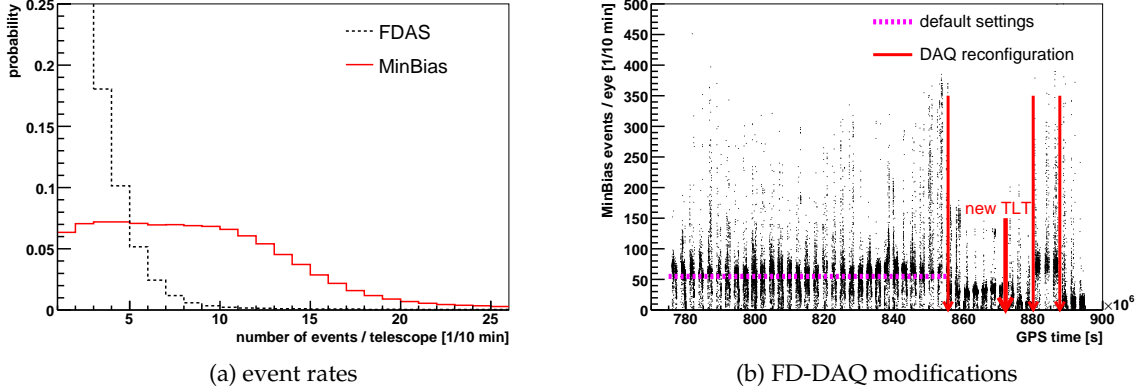 probability
0.25
0.2
0.15
0.1
0.05
0
5
10
15
20
25
number of events / telescope [1/10 min]
FDAS
MinBias
(a) event rates
MinBias events / eye [1/10 min]
500
450
400
350
300
250
200
150
100
50
0
780
800
820
840
860
880
900
×10⁶
GPS time [s]
default settings
DAQ reconfiguration
new TLT
(b) FD-DAQ modifications